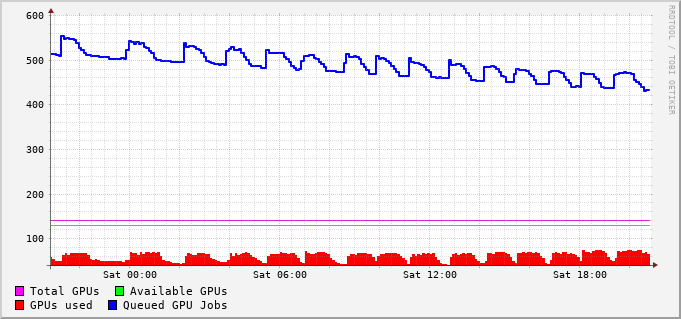 600
500
400
300
200
100
Sat 00:00 Sat 06:00 Sat 12:00 Sat 18:00
Total GPUs Available GPUs
GPUs used Queued GPU Jobs
RRDTOOL / TOBI OETIKER